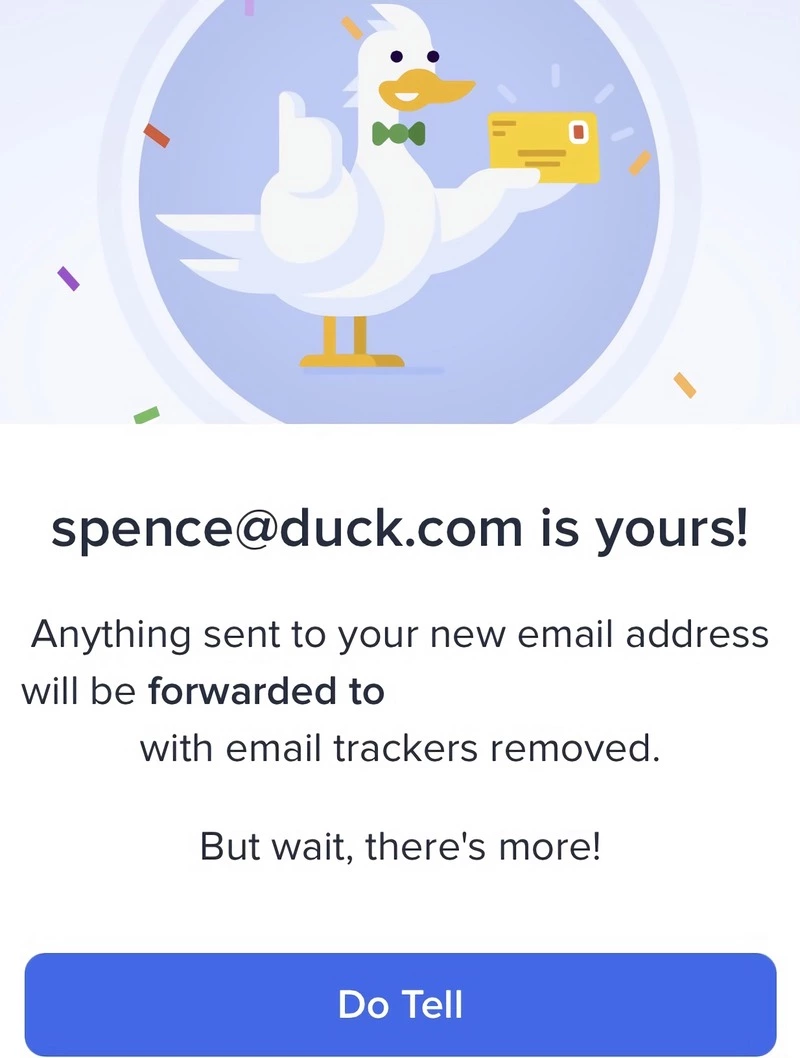 spence@duck.com is yours!
Anything sent to your new email address
will be forwarded to
with email trackers removed.
But wait, there's more!
Do Tell